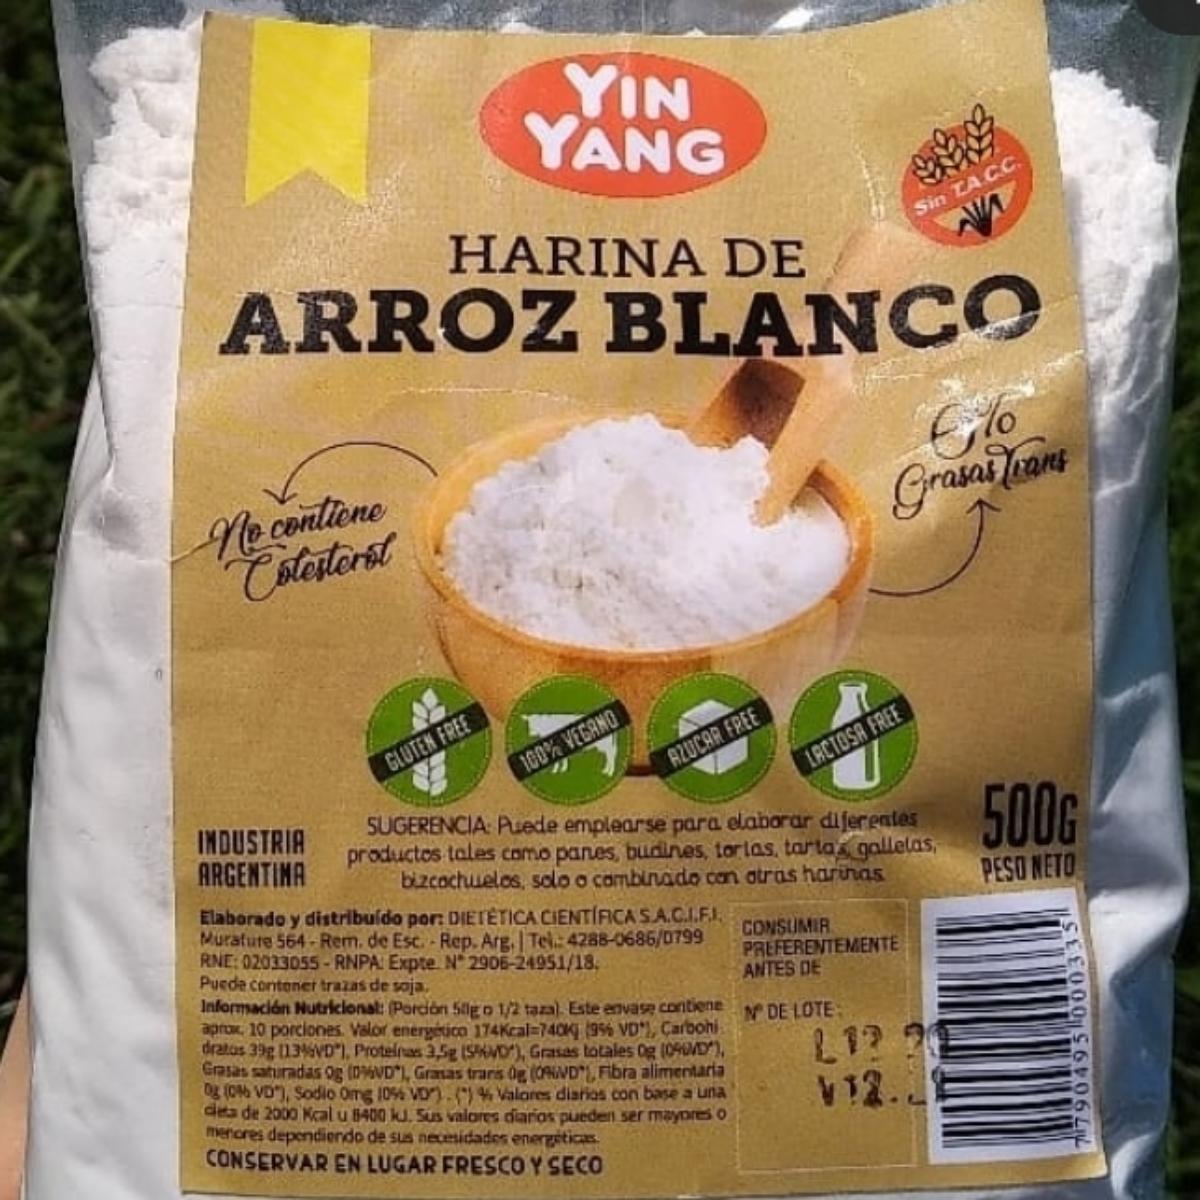 YIN
YANG
Sin T.A.C.C.
HARINA DE
ARROZ BLANCO
0%
Grasas Trans
No contiene
Colesterol
GLUTEN FREE
100% VEGANO
AZUCAR FREE
LACTOSA FREE
INDUSTRIA
ARGENTINA
SUGERENCIA: Puede emplearse para elaborar diferentes
productos tales como panes, budines, tortas, tartas, galletas,
bizcochuelos, solo o combinado con otras harinas.
500G
PESO NETO
Elaborado y distribuído por: DIETÉTICA CIENTÍFICA S.A.C.I.F.I.
Murature 564 - Rem. de Esc. - Rep. Arg. | Tel.: 4288-0686/0799
RNE: 02033055 - RNPA: Expte. N° 2906-24951/18.
Puede contener trazas de soja.
Información Nutricional: (Porción 50g o 1/2 taza). Este envase contiene
aprox. 10 porciones. Valor energético 174Kcal=740Kj (9% VD*), Carbohi
dratos 39g (13%VD*), Proteínas 3,5g (5%VD*), Grasas totales 0g (0%VD*),
Grasas saturadas 0g (0%VD*), Grasas trans 0g (0%VD*), Fibra alimentaria
0g (0% VD*), Sodio 0mg (0% VD*). (*) % Valores diarios con base a una
dieta de 2000 Kcal u 8400 kJ. Sus valores diarios pueden ser mayores o
menores dependiendo de sus necesidades energéticas.
CONSERVAR EN LUGAR FRESCO Y SECO
CONSUMIR
PREFERENTEMENTE
ANTES DE
N° DE LOTE:
7790495000335